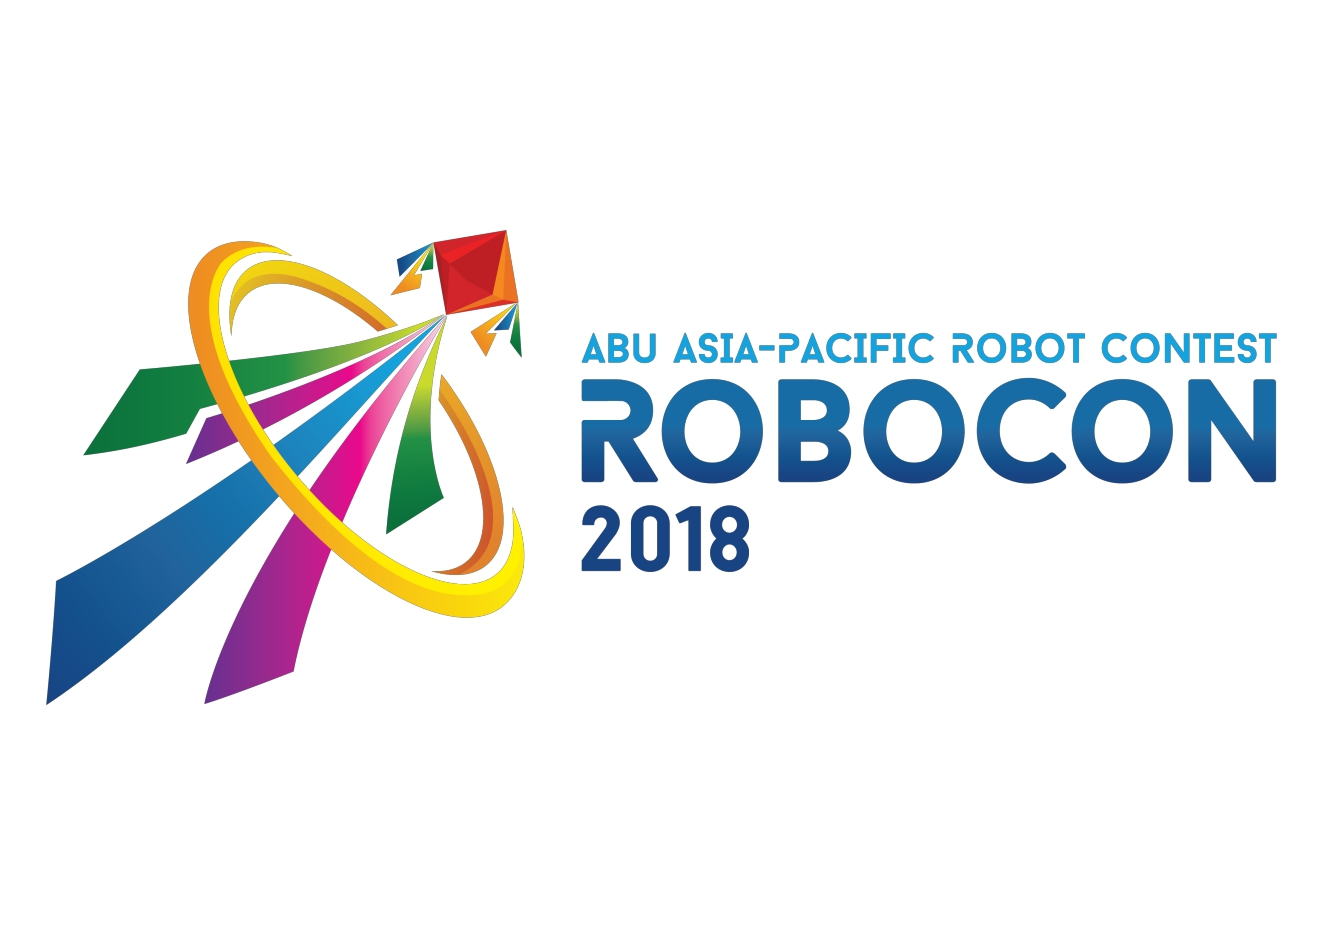 ABU ASIA-PACIFIC ROBOT CONTEST
ROBOCON
2018